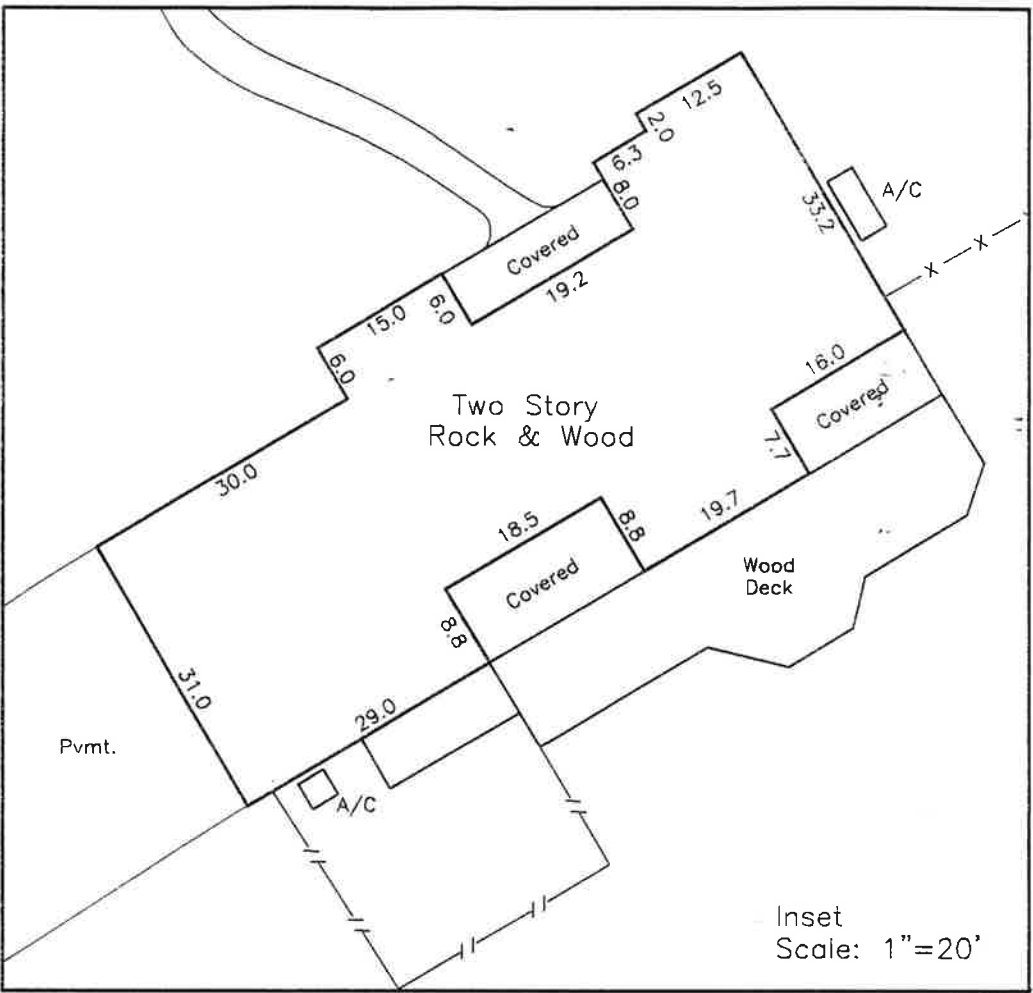 12.5
2.0
6.3
8.0
A/C
33.2
X
X
Covered
19.2
6.0
15.0
6.0
16.0
Covered
7.7
Two Story
Rock & Wood
30.0
18.5
8.8
19.7
Covered
8.8
Wood
Deck
31.0
29.0
Pvmt.
A/C
Inset
Scale: 1"=20'